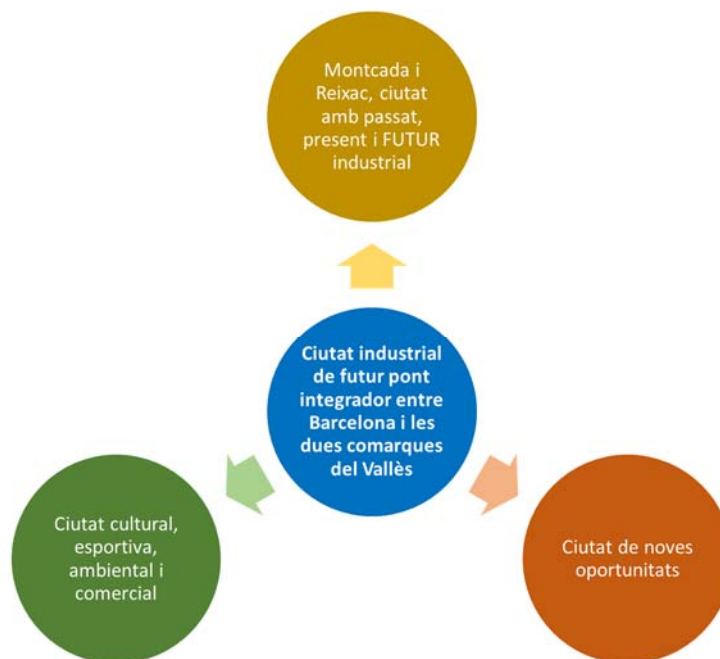 Montcada i
Reixac, ciutat
amb passat,
present i FUTUR
industrial
Ciutat industrial
de futur pont
integrador entre
Barcelona i les
dues comarques
del Vallès
Ciutat cultural,
esportiva,
ambiental i
comercial
Ciutat de noves
oportunitats